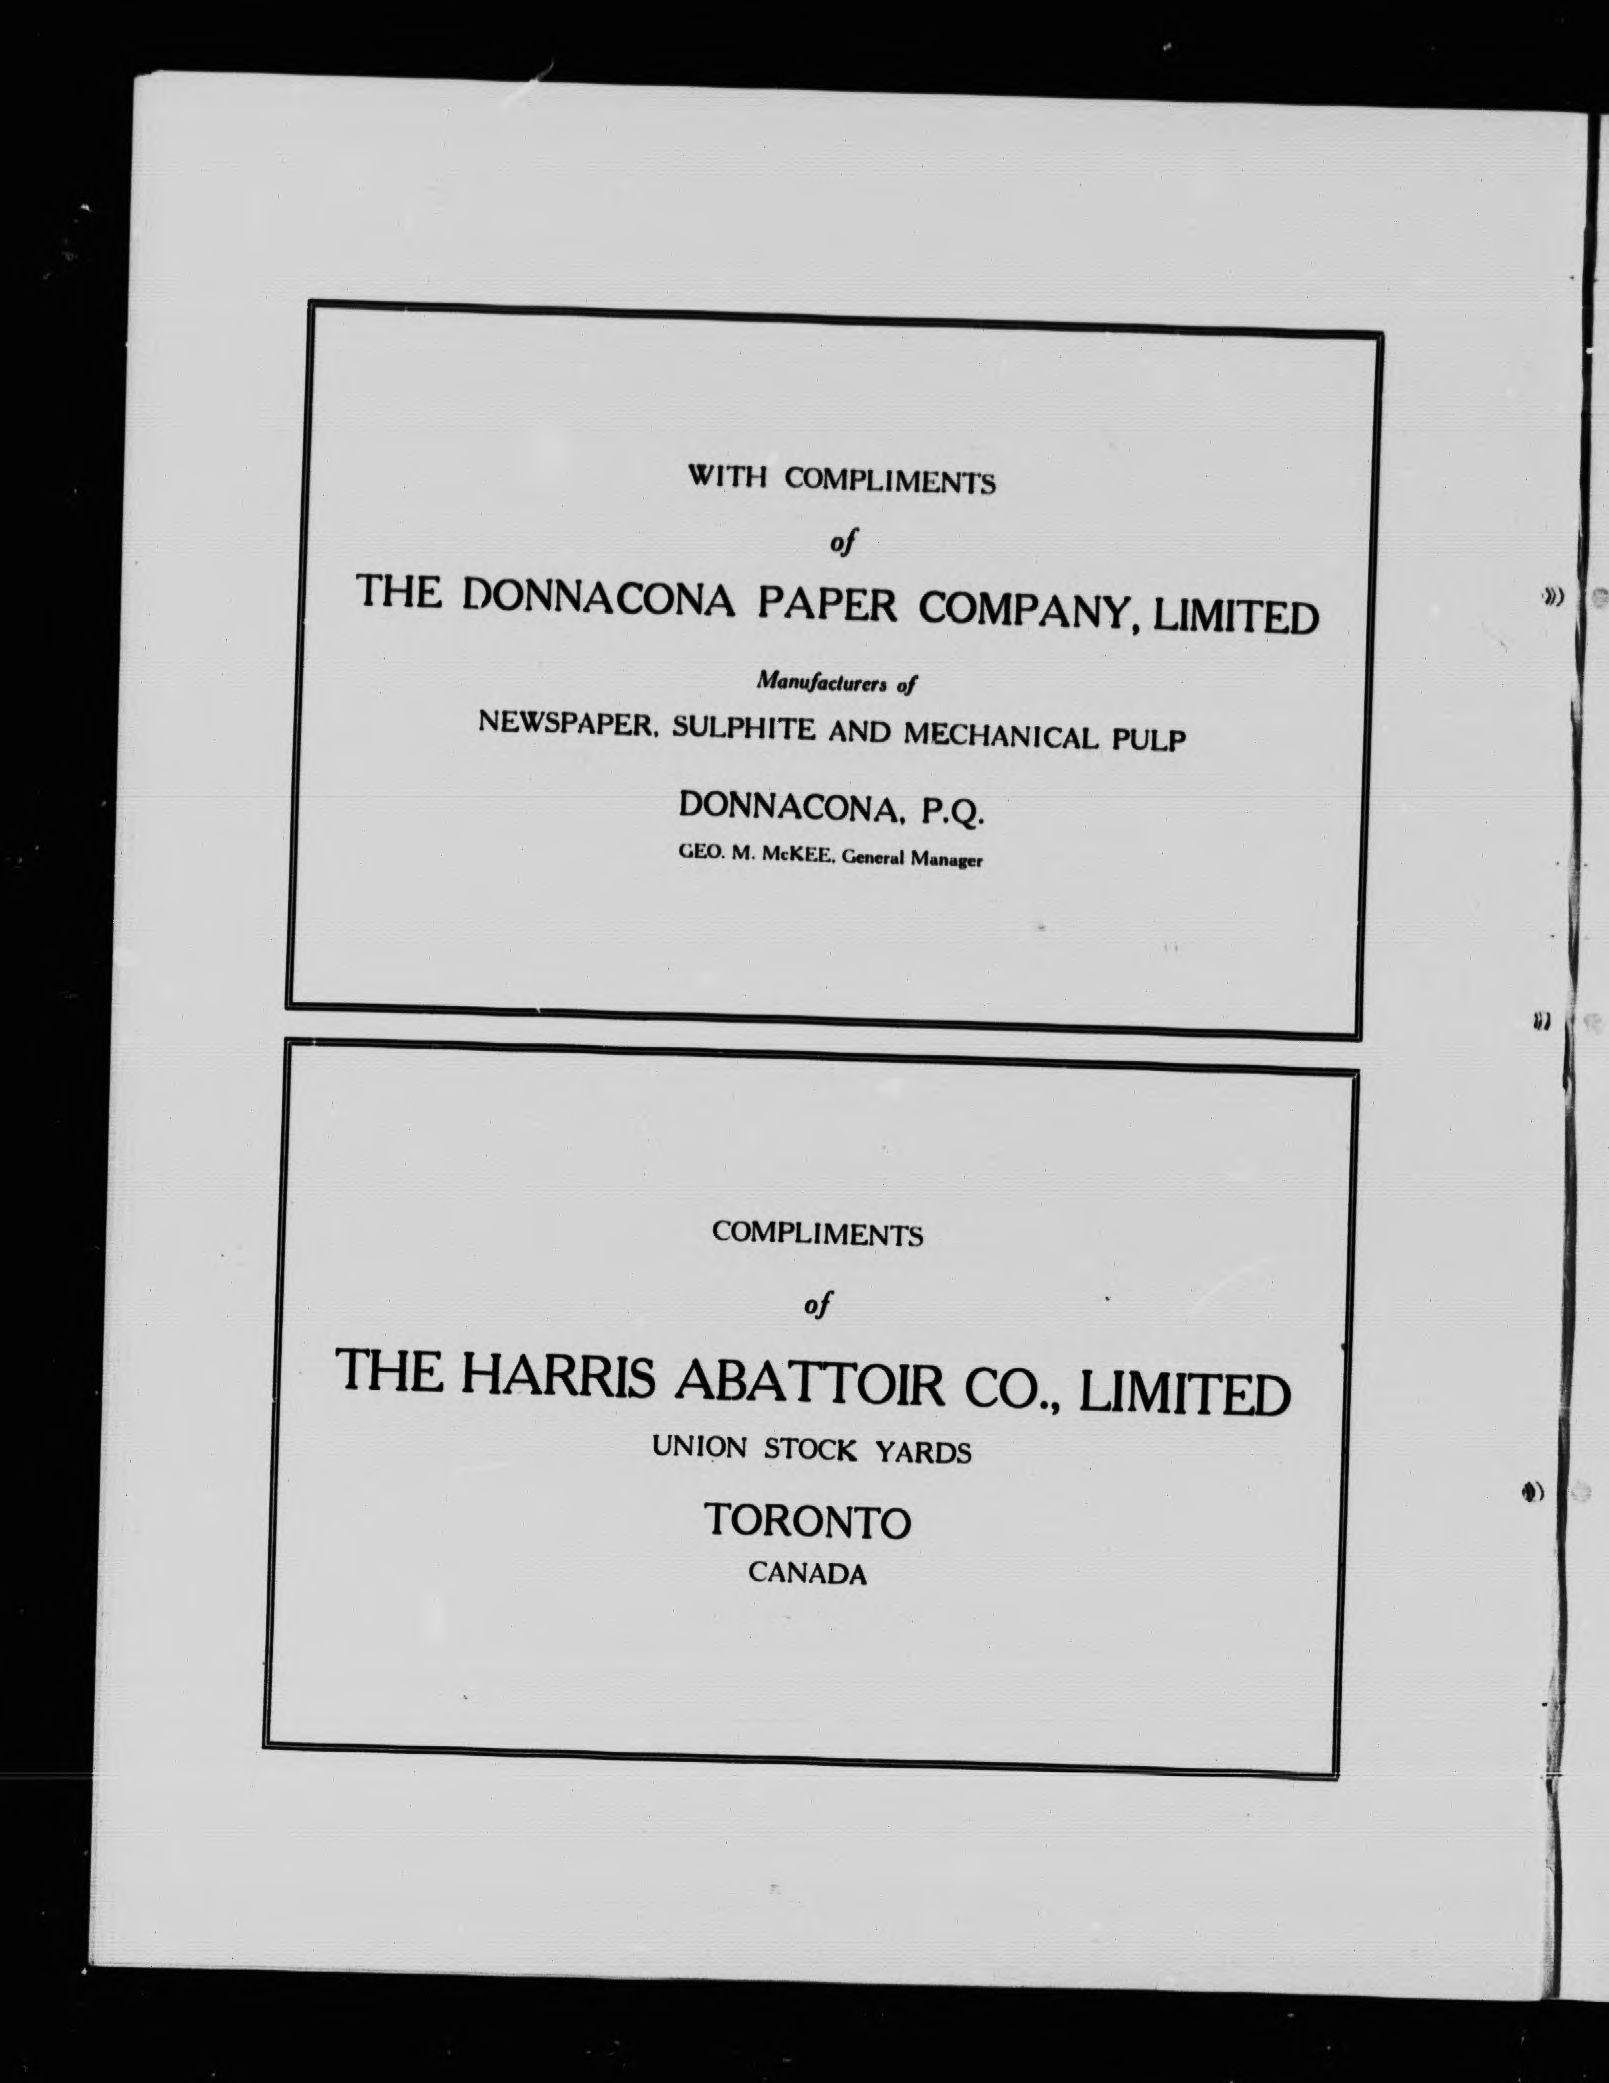 WITH COMPLIMENTS
of
THE DONNACONA PAPER COMPANY, LIMITED
Manufacturers of
NEWSPAPER, SULPHITE AND MECHANICAL PULP
DONNACONA, P.Q.
GEO. M. McKEE, General Manager
COMPLIMENTS
of
THE HARRIS ABATTOIR CO., LIMITED
UNION STOCK YARDS
TORONTO
CANADA